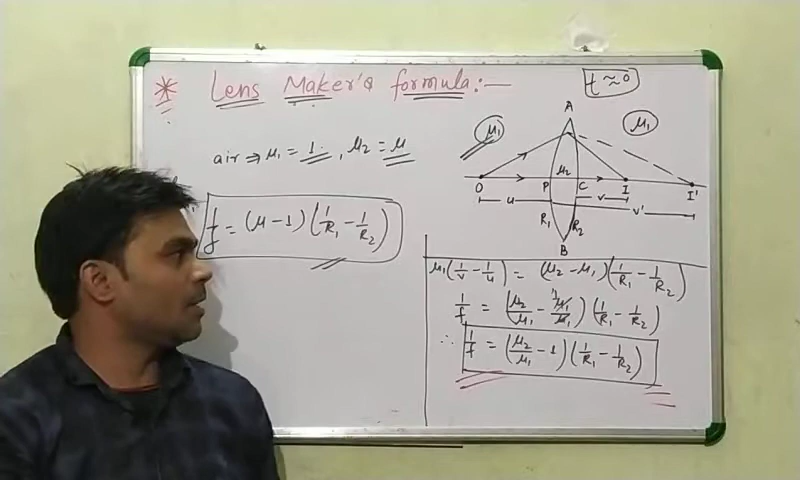 * Lens Maker's formula:—
t ≈ 0
air ⇒ μ₁ = 1. , μ₂ = μ
1/f = (μ - 1) (1/R₁ - 1/R₂)
A
μ₁
μ₁
μ₂
O P C I I'
u v
v'
R₁ R₂
B
μ₁(1/v - 1/u) = (μ₂ - μ₁) (1/R₁ - 1/R₂)
1/f = (μ₂/μ₁ - μ₁/μ₁) (1/R₁ - 1/R₂)
∴ 1/f = (μ₂/μ₁ - 1) (1/R₁ - 1/R₂)